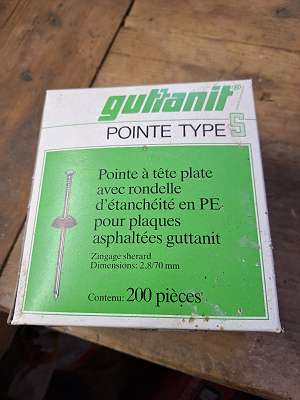 guttanit®
POINTE TYPE S
Pointe à tête plate
avec rondelle
d'étanchéité en PE
pour plaques
asphaltées guttanit
Zingage sherard
Dimensions: 2,8/70 mm
Contenu: 200 pièces